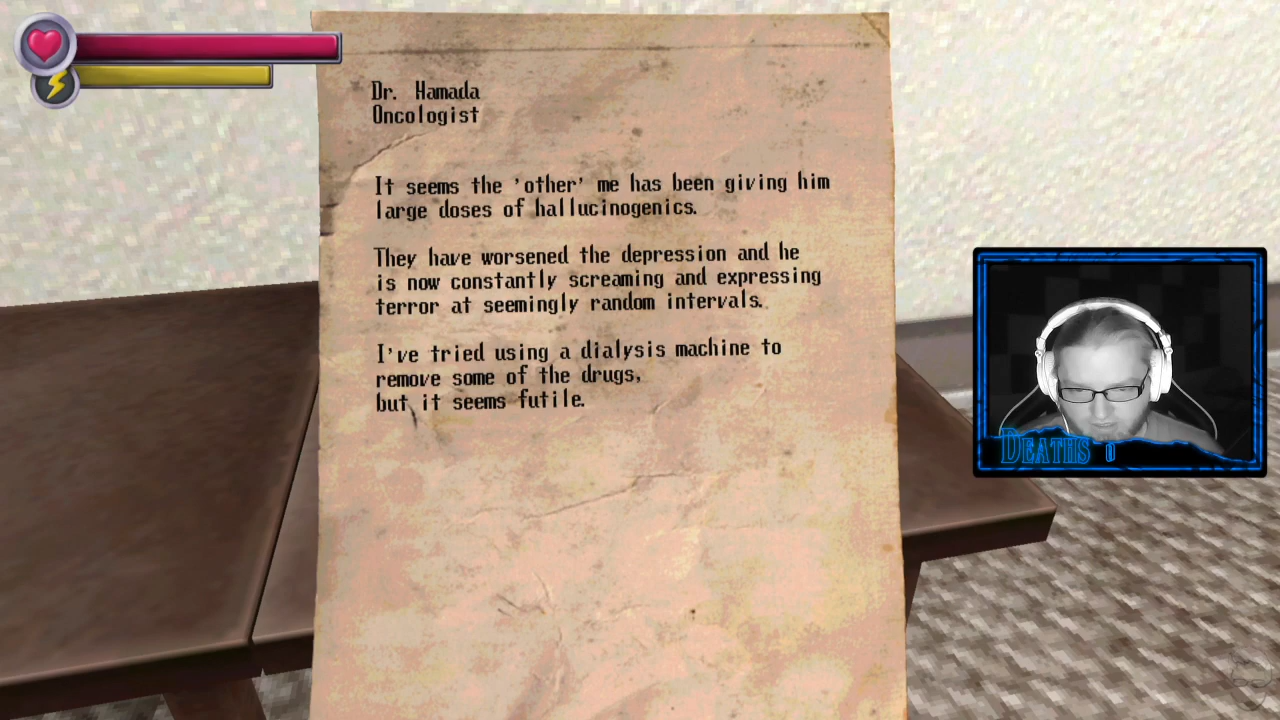 Dr. Hamada
Oncologist
It seems the 'other' me has been giving him
large doses of hallucinogenics.
They have worsened the depression and he
is now constantly screaming and expressing
terror at seemingly random intervals.
I've tried using a dialysis machine to
remove some of the drugs,
but it seems futile.
DEATHS 0